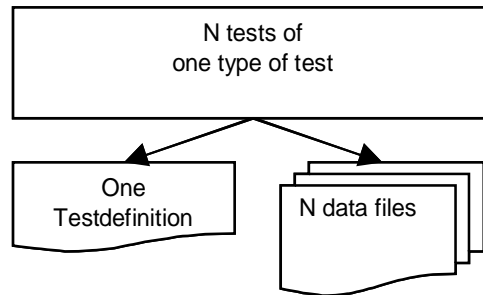 N tests of
one type of test
One
Testdefinition
N data files